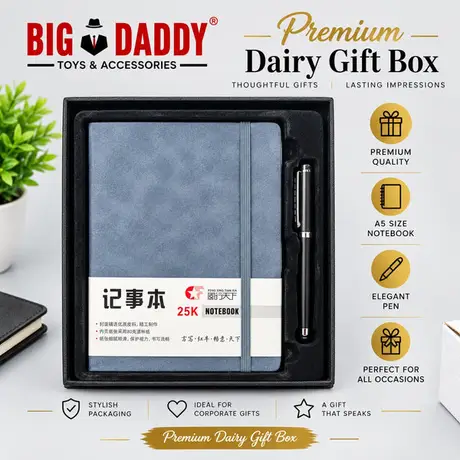 BIG DADDY®
TOYS & ACCESSORIES
Premium
Dairy Gift Box
THOUGHTFUL GIFTS | LASTING IMPRESSIONS
PREMIUM
QUALITY
A5 SIZE
NOTEBOOK
ELEGANT
PEN
PERFECT FOR
ALL OCCASIONS
记事本
25K
NOTEBOOK
STYLISH
PACKAGING
IDEAL FOR
CORPORATE GIFTS
A GIFT
THAT SPEAKS
Premium Dairy Gift Box